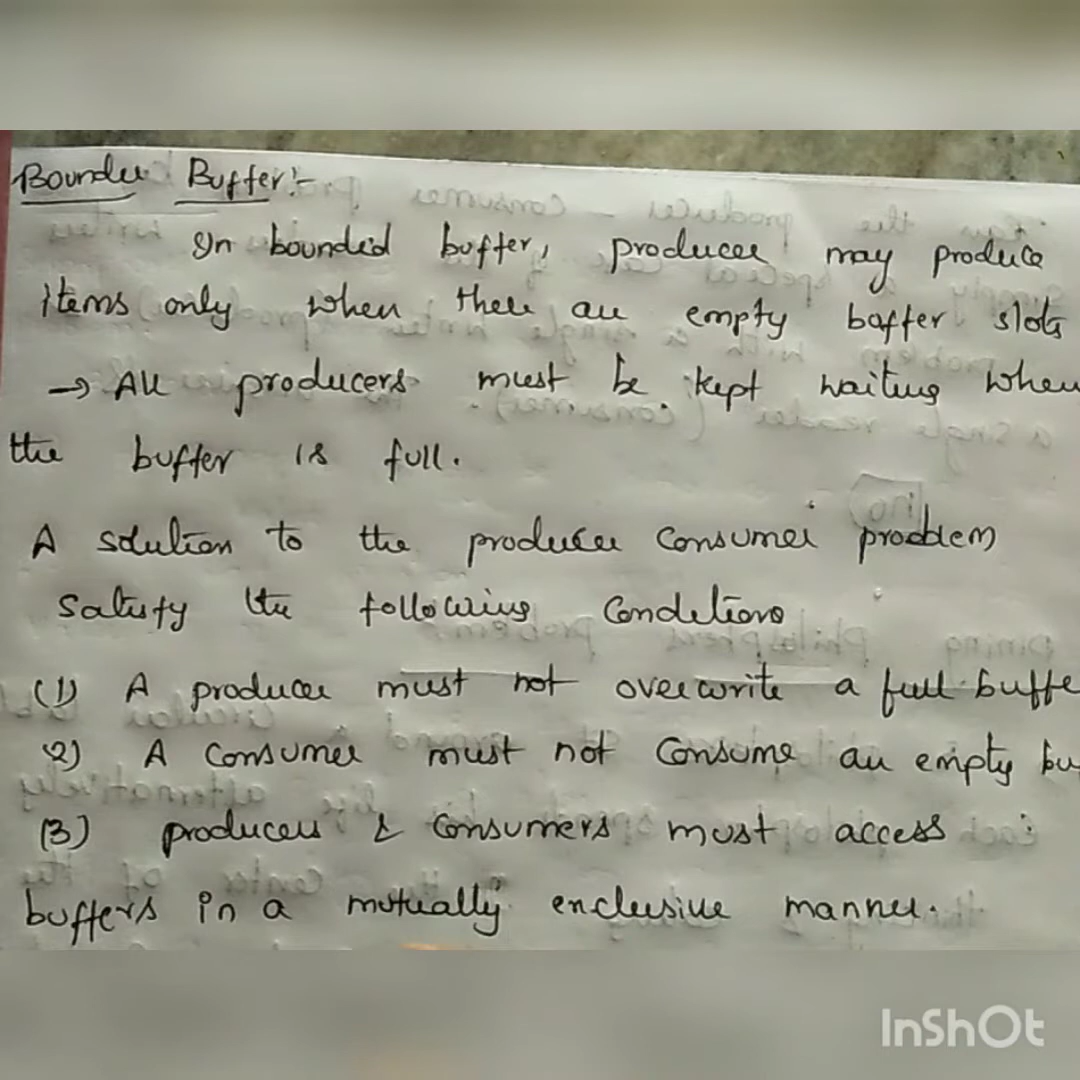 Bounder Buffer:-
In bounded buffer, producer may produce
items only when there are empty buffer slots
→ All producers must be kept waiting when
the buffer is full.
A solution to the producer consumer problem
satisfy the following conditions
(1) A producer must not overwrite a full buffe
2) A consumer must not consume an empty bu
(3) producers & consumers must access
buffers in a mutually exclusive manner.
InShOt